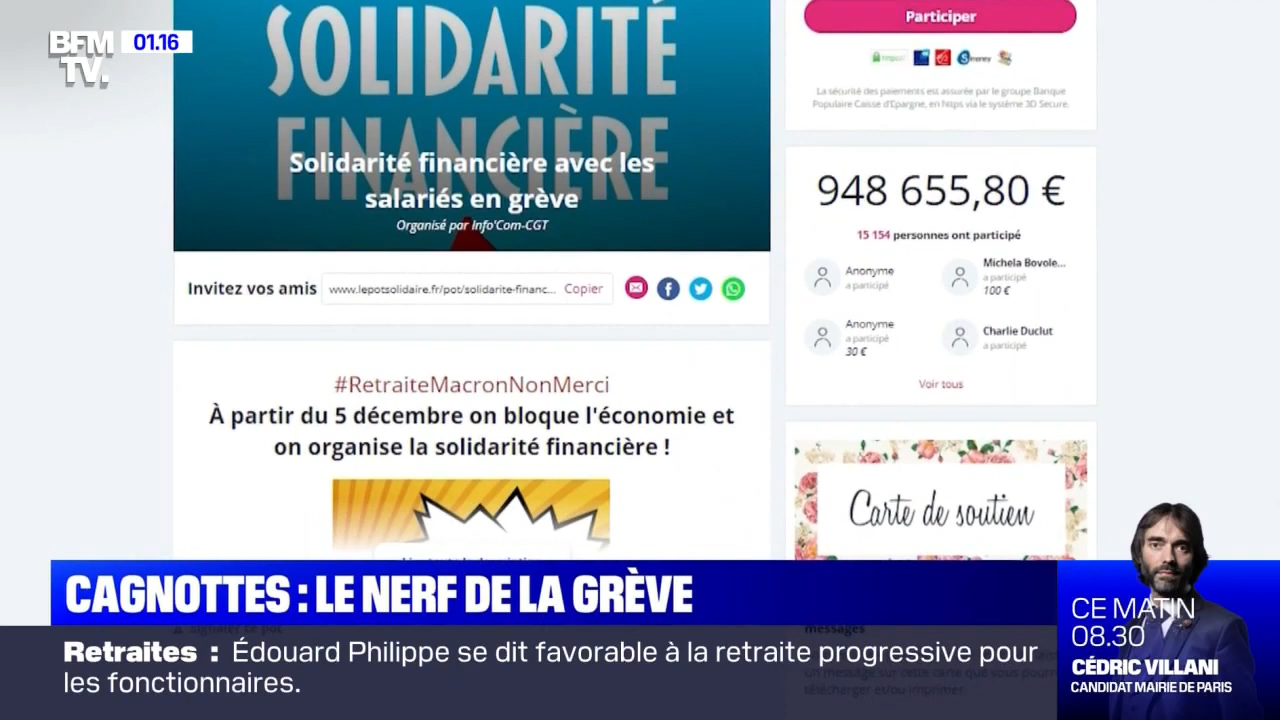 BFM
TV.
01.16
SOLIDARITÉ
FINANCIÈRE
Solidarité financière avec les
salariés en grève
Organisé par Info'Com-CGT
Invitez vos amis
www.lepotsolidaire.fr/pot/solidarite-financ...
Copier
#RetraiteMacronNonMerci
À partir du 5 décembre on bloque l'économie et
on organise la solidarité financière !
Participer
La sécurité des paiements est assurée par le groupe Banque
Populaire Caisse d'Epargne, en https via le système 3D Secure.
948 655,80 €
15 154 personnes ont participé
Anonyme
a participé
Michela Bovole...
a participé
100 €
Anonyme
a participé
30 €
Charlie Duclut
a participé
Voir tous
Carte de soutien
messages
CAGNOTTES : LE NERF DE LA GRÈVE
Retraites : Édouard Philippe se dit favorable à la retraite progressive pour
les fonctionnaires.
CE MATIN
08.30
CÉDRIC VILLANI
CANDIDAT MAIRIE DE PARIS